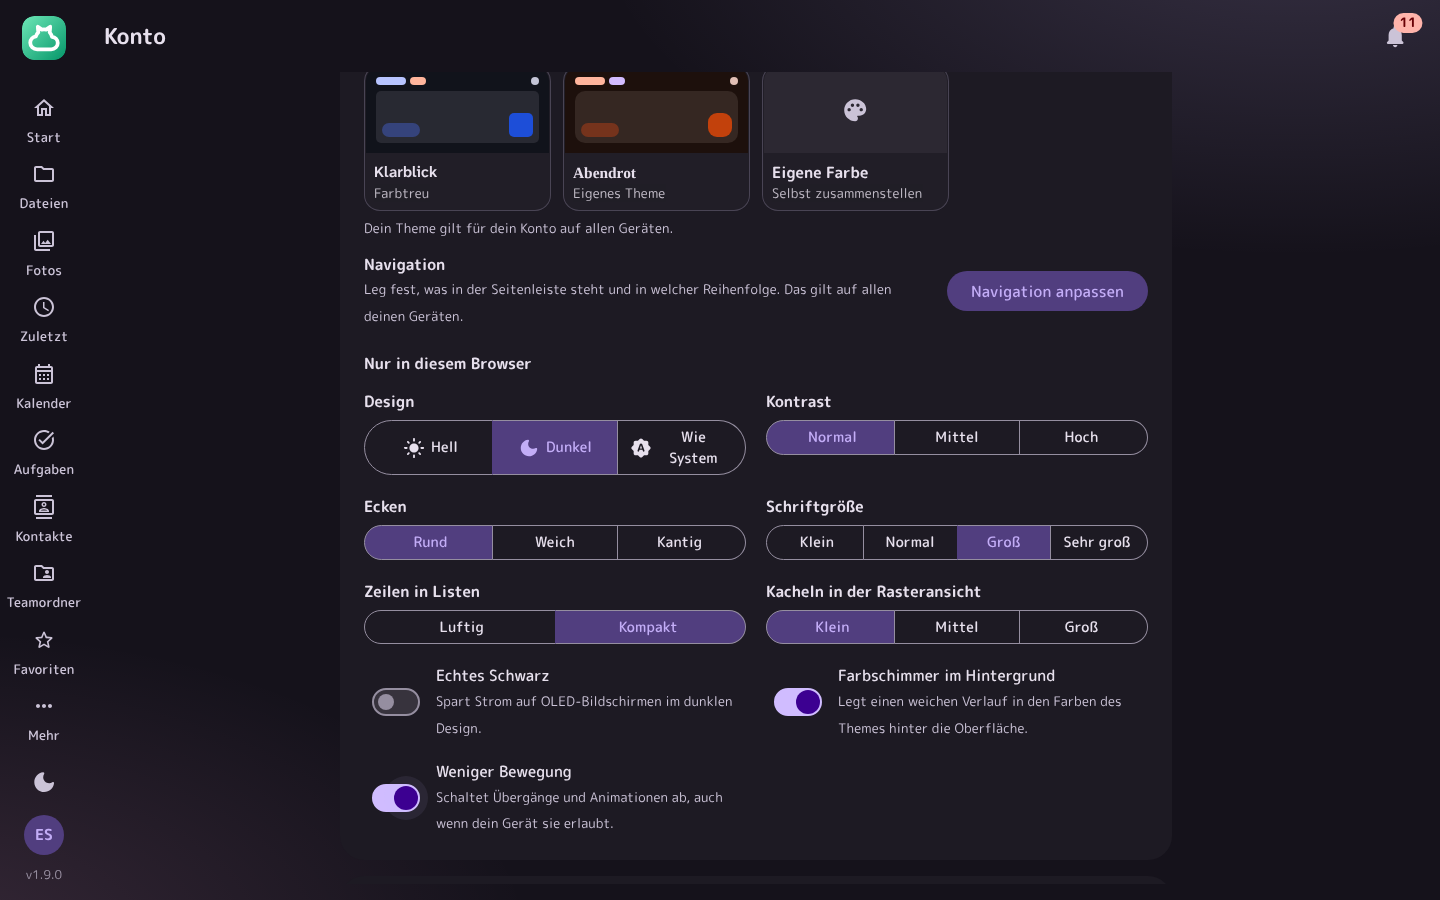 Konto
11
Start
Dateien
Fotos
Zuletzt
Kalender
Aufgaben
Kontakte
Teamordner
Favoriten
Mehr
ES
v1.9.0
Klarblick
Farbtreu
Abendrot
Eigenes Theme
Eigene Farbe
Selbst zusammenstellen
Dein Theme gilt für dein Konto auf allen Geräten.
Navigation
Leg fest, was in der Seitenleiste steht und in welcher Reihenfolge. Das gilt auf allen
deinen Geräten.
Navigation anpassen
Nur in diesem Browser
Design
Hell
Dunkel
A
Wie
System
Kontrast
Normal
Mittel
Hoch
Ecken
Rund
Weich
Kantig
Schriftgröße
Klein
Normal
Groß
Sehr groß
Zeilen in Listen
Luftig
Kompakt
Kacheln in der Rasteransicht
Klein
Mittel
Groß
Echtes Schwarz
Spart Strom auf OLED-Bildschirmen im dunklen
Design.
Farbschimmer im Hintergrund
Legt einen weichen Verlauf in den Farben des
Themes hinter die Oberfläche.
Weniger Bewegung
Schaltet Übergänge und Animationen ab, auch
wenn dein Gerät sie erlaubt.